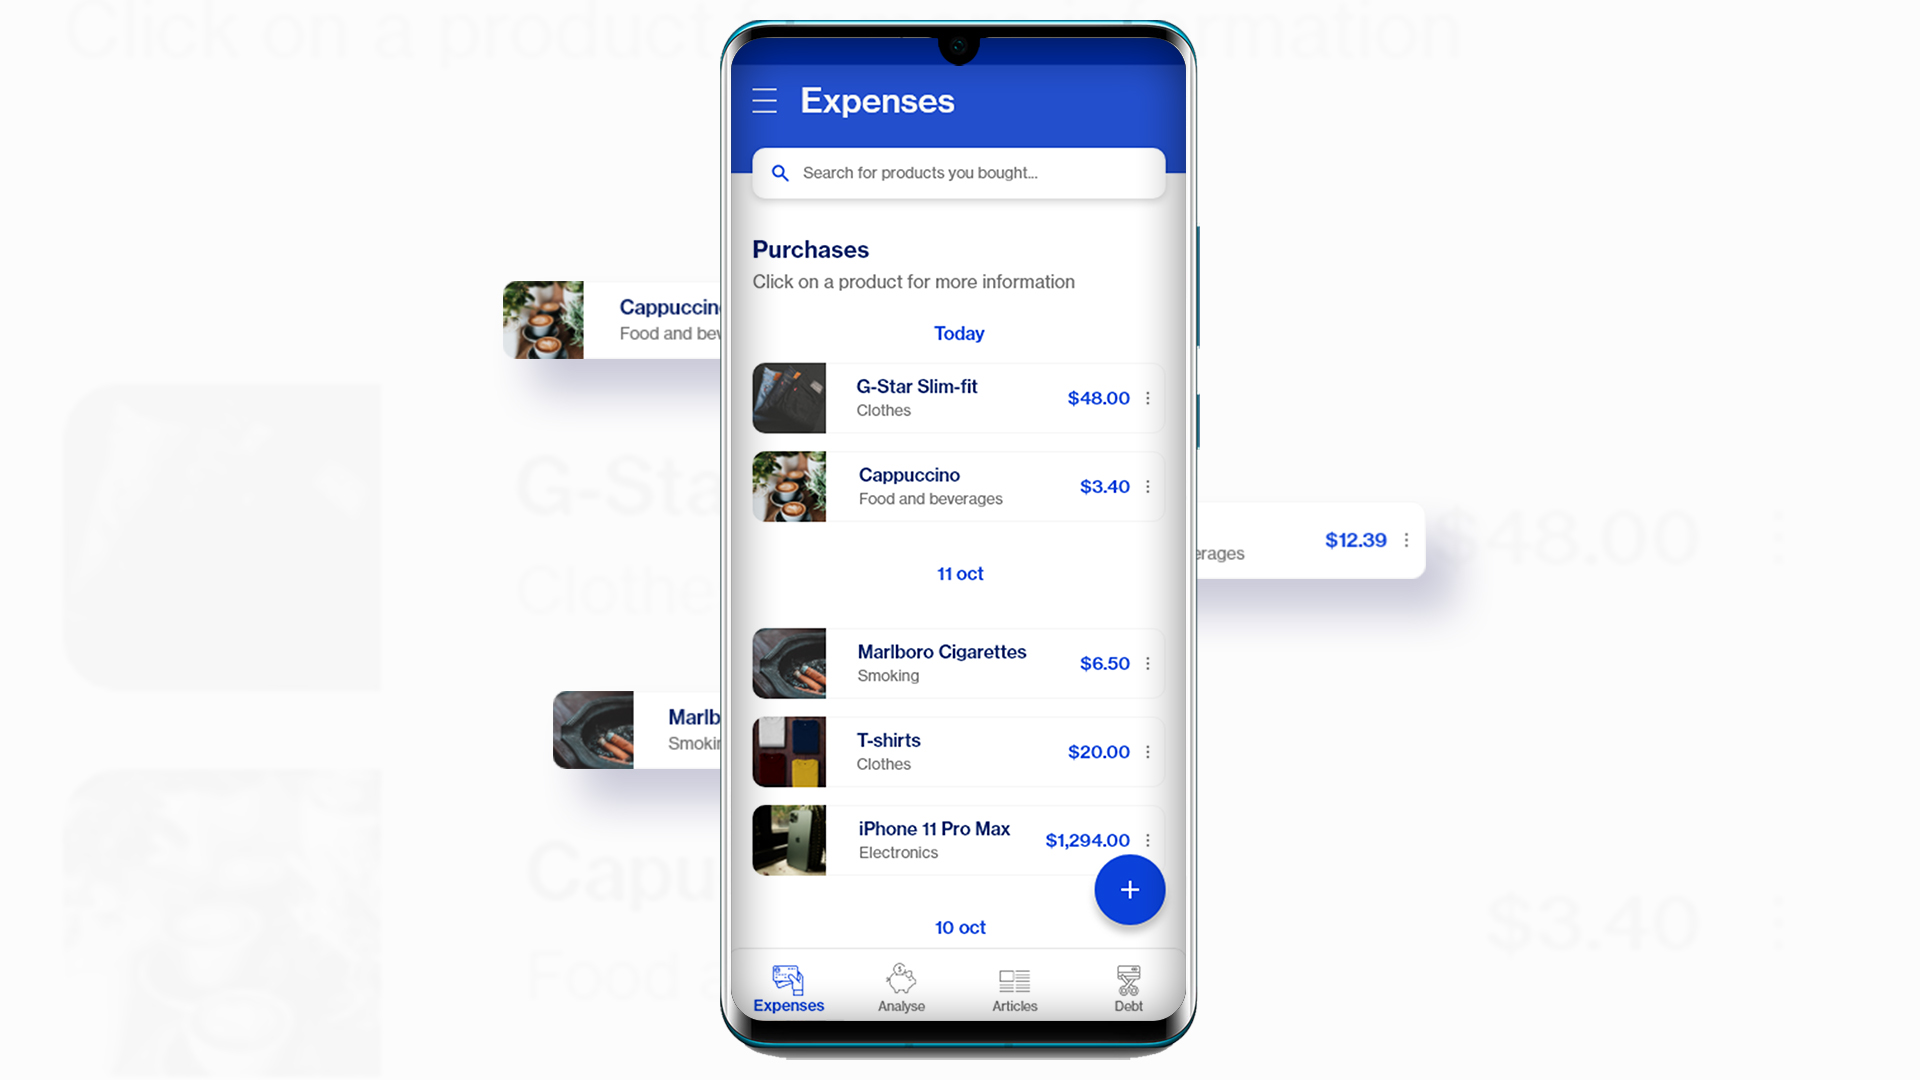 Click on a product
mation
Expenses
Search for products you bought...
Purchases
Click on a product for more information
Today
G-Star Slim-fit
Clothes
$48.00
Cappuccino
Food and beverages
$3.40
11 oct
Marlboro Cigarettes
Smoking
$6.50
T-shirts
Clothes
$20.00
iPhone 11 Pro Max
Electronics
$1,294.00
+
10 oct
Expenses
Analyse
Articles
Debt
Cappuccin
Food and bev
erages
$12.39
Marlb
Smokin
G-Sta
Clothe
$48.00
Capu
Food a
$3.40